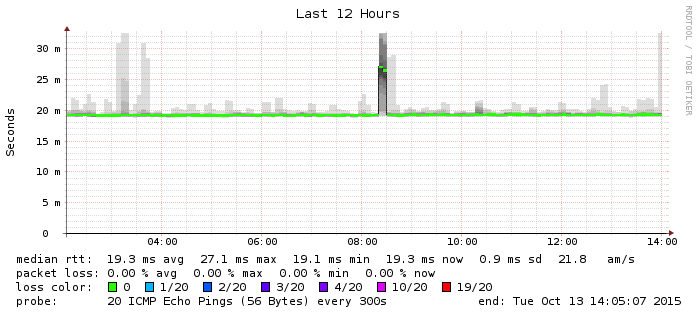 Last 12 Hours
RRDTOOL / TOBI OETIKER
Seconds
30 m
25 m
20 m
15 m
10 m
5 m
0
04:00 06:00 08:00 10:00 12:00 14:00
median rtt: 19.3 ms avg 27.1 ms max 19.1 ms min 19.3 ms now 0.9 ms sd 21.8 am/s
packet loss: 0.00 % avg 0.00 % max 0.00 % min 0.00 % now
loss color: 0 1/20 2/20 3/20 4/20 10/20 19/20
probe: 20 ICMP Echo Pings (56 Bytes) every 300s end: Tue Oct 13 14:05:07 2015